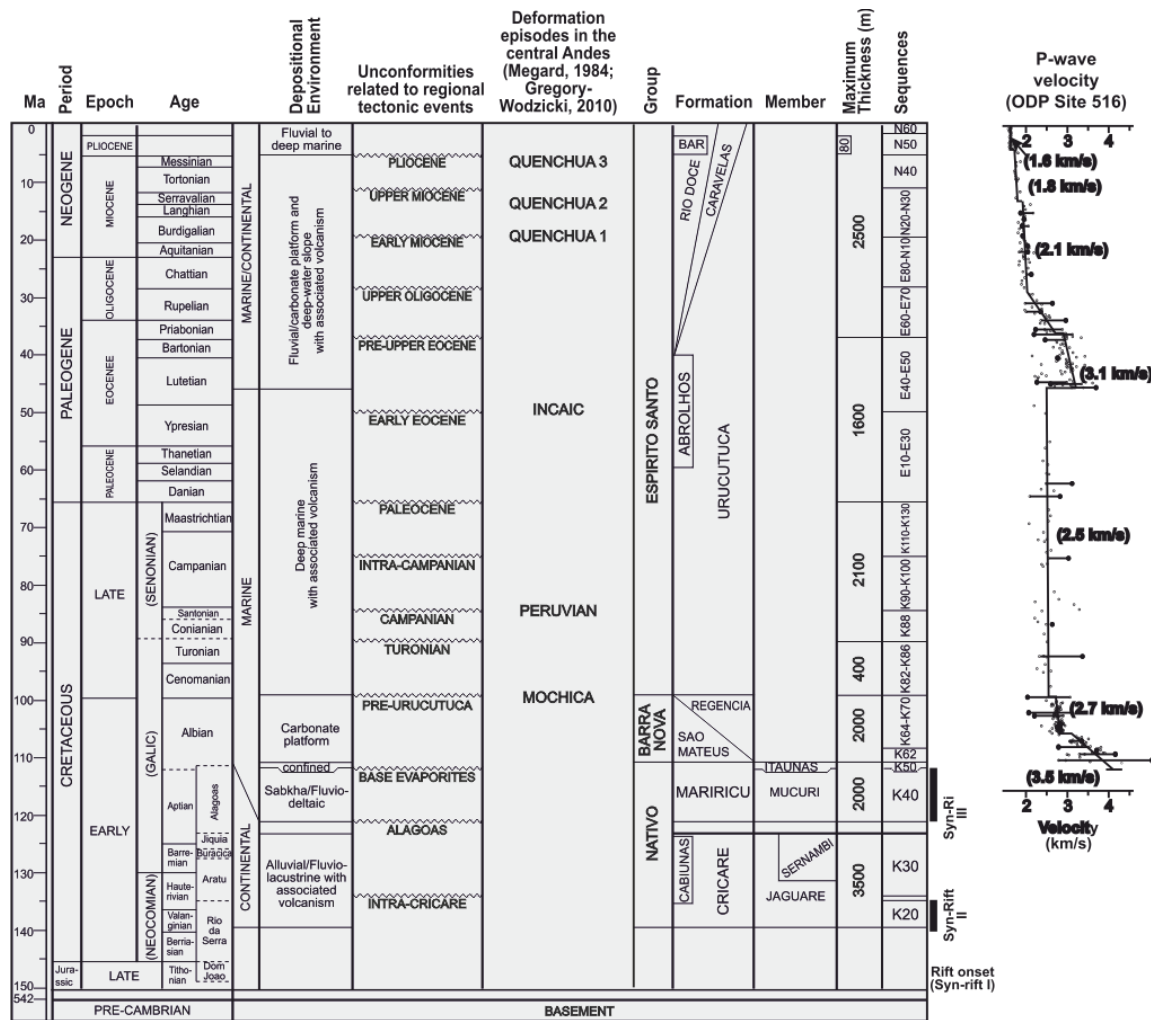 Ma
Period
Epoch
Age
Depositional
Environment
Unconformities
related to regional
tectonic events
Deformation
episodes in the
central Andes
(Megard, 1984;
Gregory-
Wodzicki, 2010)
Group
Formation
Member
Maximum
Thickness (m)
Sequences
P-wave
velocity
(ODP Site 516)
0
10
20
30
40
50
60
70
80
90
100
110
120
130
140
150
542
NEOGENE
PALEOGENE
CRETACEOUS
Jura-
ssic
PLIOCENE
MIOCENE
OLIGOCENE
EOCENEE
PALEOCENE
LATE
EARLY
LATE
(SENONIAN)
(GALIC)
(NEOCOMIAN)
Messinian
Tortonian
Serravalian
Langhian
Burdigalian
Aquitanian
Chattian
Rupelian
Priabonian
Bartonian
Lutetian
Ypresian
Thanetian
Selandian
Danian
Maastrichtian
Campanian
Santonian
Conianian
Turonian
Cenomanian
Albian
Aptian
Barre-
mian
Haute-
rivian
Valan-
ginian
Berria-
sian
Titho-
nian
Alagoas
Jiquia
Buracica
Aratu
Rio
da
Serra
Dom
Joao
MARINE/CONTINENTAL
MARINE
CONTINENTAL
Fluvial to
deep marine
Fluvial/carbonate platform and
deep-water slope
with associated volcanism
Deep marine
with associated volcanism
Carbonate
platform
confined
Sabkha/Fluvio-
deltaic
Alluvial/Fluvio-
lacustrine with
associated
volcanism
PLIOCENE
UPPER MIOCENE
EARLY MIOCENE
UPPER OLIGOCENE
PRE-UPPER EOCENE
EARLY EOCENE
PALEOCENE
INTRA-CAMPANIAN
CAMPANIAN
TURONIAN
PRE-URUCUTUCA
BASE EVAPORITES
ALAGOAS
INTRA-CRICARE
QUENCHUA 3
QUENCHUA 2
QUENCHUA 1
INCAIC
PERUVIAN
MOCHICA
ESPIRITO SANTO
BARRA
NOVA
NATIVO
BAR
RIO DOCE
CARAVELAS
ABROLHOS
URUCUTUCA
REGENCIA
SAO
MATEUS
MARIRICU
CABIUNAS
CRICARE
ITAUNAS
MUCURI
SERNAMBI
JAGUARE
80
2500
1600
2100
400
2000
2000
3500
N60
N50
N40
N20-N30
E80-N10
E60-E70
E40-E50
E10-E30
K110-K130
K90-K100
K88
K82-K86
K64-K70
K62
K50
K40
K30
K20
Syn-Ri
III
Syn-Rift
II
Rift onset
(Syn-rift I)
PRE-CAMBRIAN
BASEMENT
2 3 4
(1.6 km/s)
(1.8 km/s)
(2.1 km/s)
(3.1 km/s)
(2.5 km/s)
(2.7 km/s)
(3.5 km/s)
2 3 4
Velocity
(km/s)